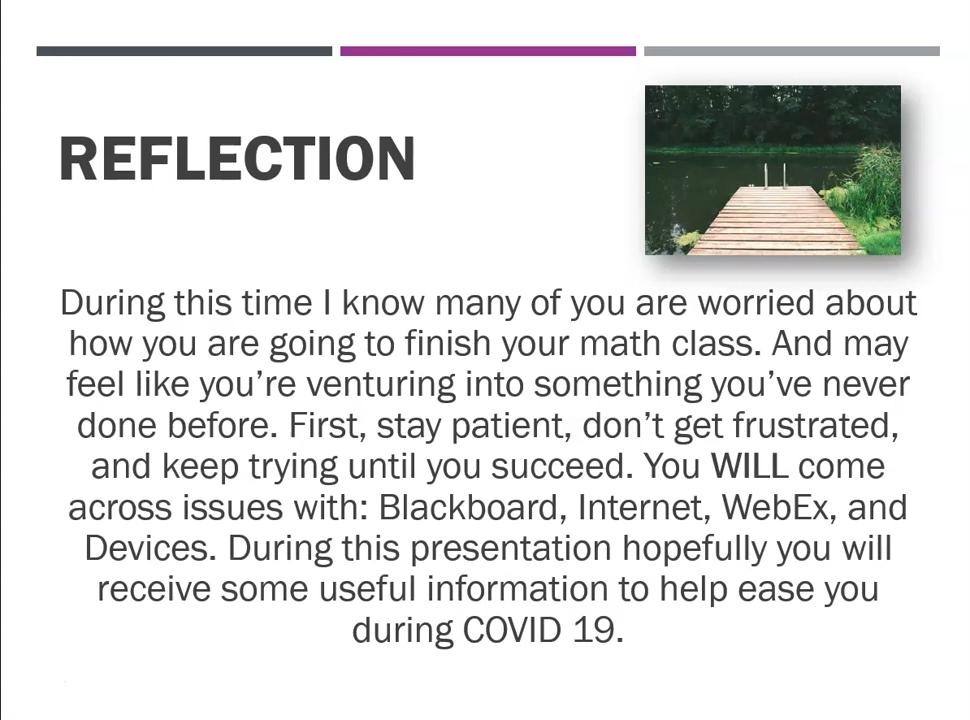 REFLECTION
During this time I know many of you are worried about
how you are going to finish your math class. And may
feel like you’re venturing into something you’ve never
done before. First, stay patient, don’t get frustrated,
and keep trying until you succeed. You WILL come
across issues with: Blackboard, Internet, WebEx, and
Devices. During this presentation hopefully you will
receive some useful information to help ease you
during COVID 19.